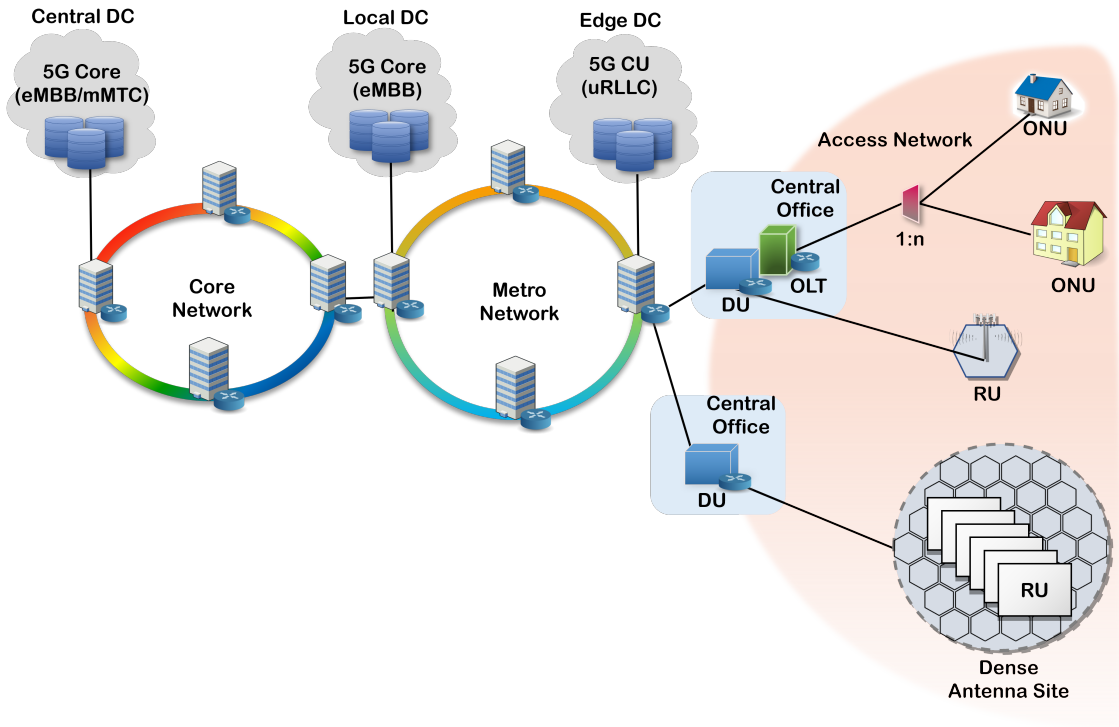 Central DC
5G Core
(eMBB/mMTC)
Local DC
5G Core
(eMBB)
Edge DC
5G CU
(uRLLC)
Access Network
ONU
Central
Office
1:n
ONU
OLT
DU
Core
Network
Metro
Network
RU
Central
Office
DU
RU
Dense
Antenna Site